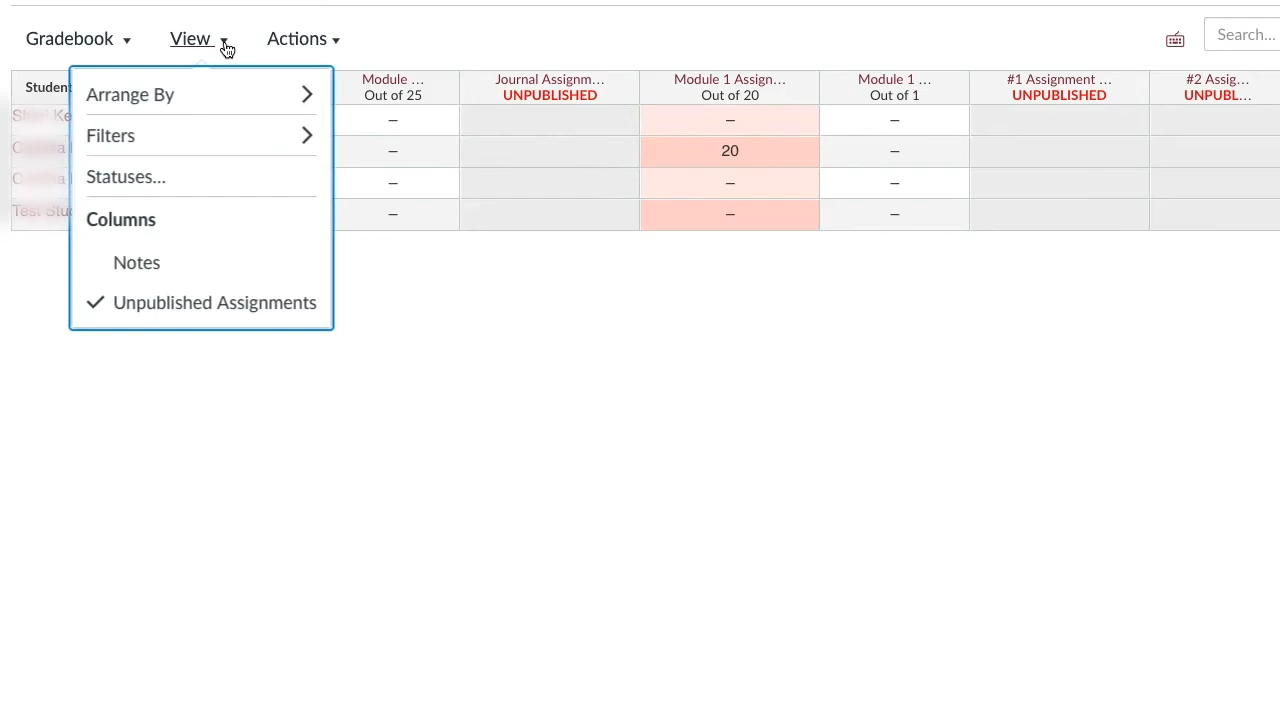 Gradebook View Actions Search...
Student Module ... Journal Assignm... Module 1 Assign... Module 1 ... #1 Assignment ... #2 Assig...
Out of 25 UNPUBLISHED Out of 20 Out of 1 UNPUBLISHED UNPUBL...
– – –
– 20 –
– – –
Test Stu – – –
Arrange By
Filters
Statuses...
Columns
Notes
Unpublished Assignments